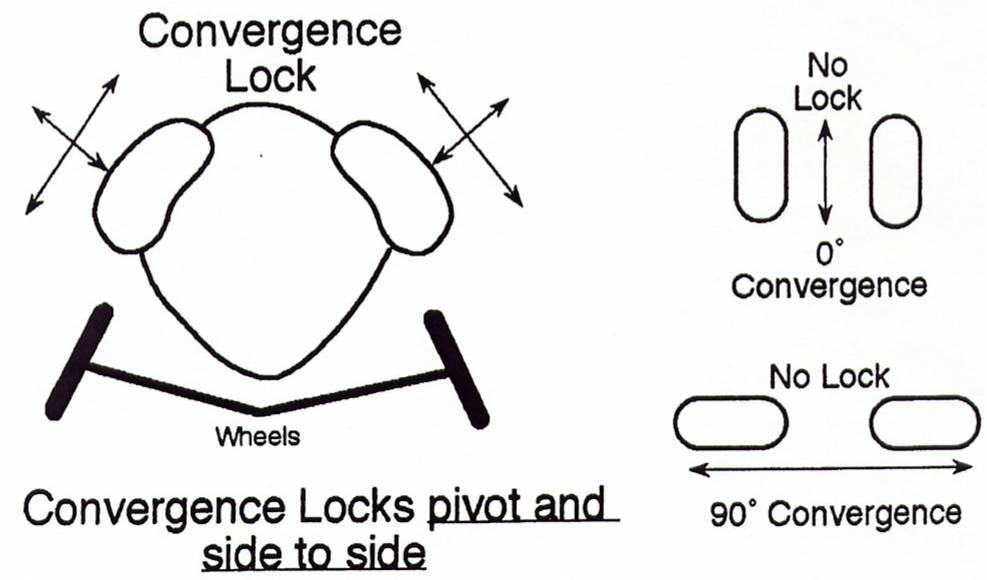 Convergence
Lock
No
Lock
0°
Convergence
No Lock
90° Convergence
Wheels
Convergence Locks pivot and
side to side